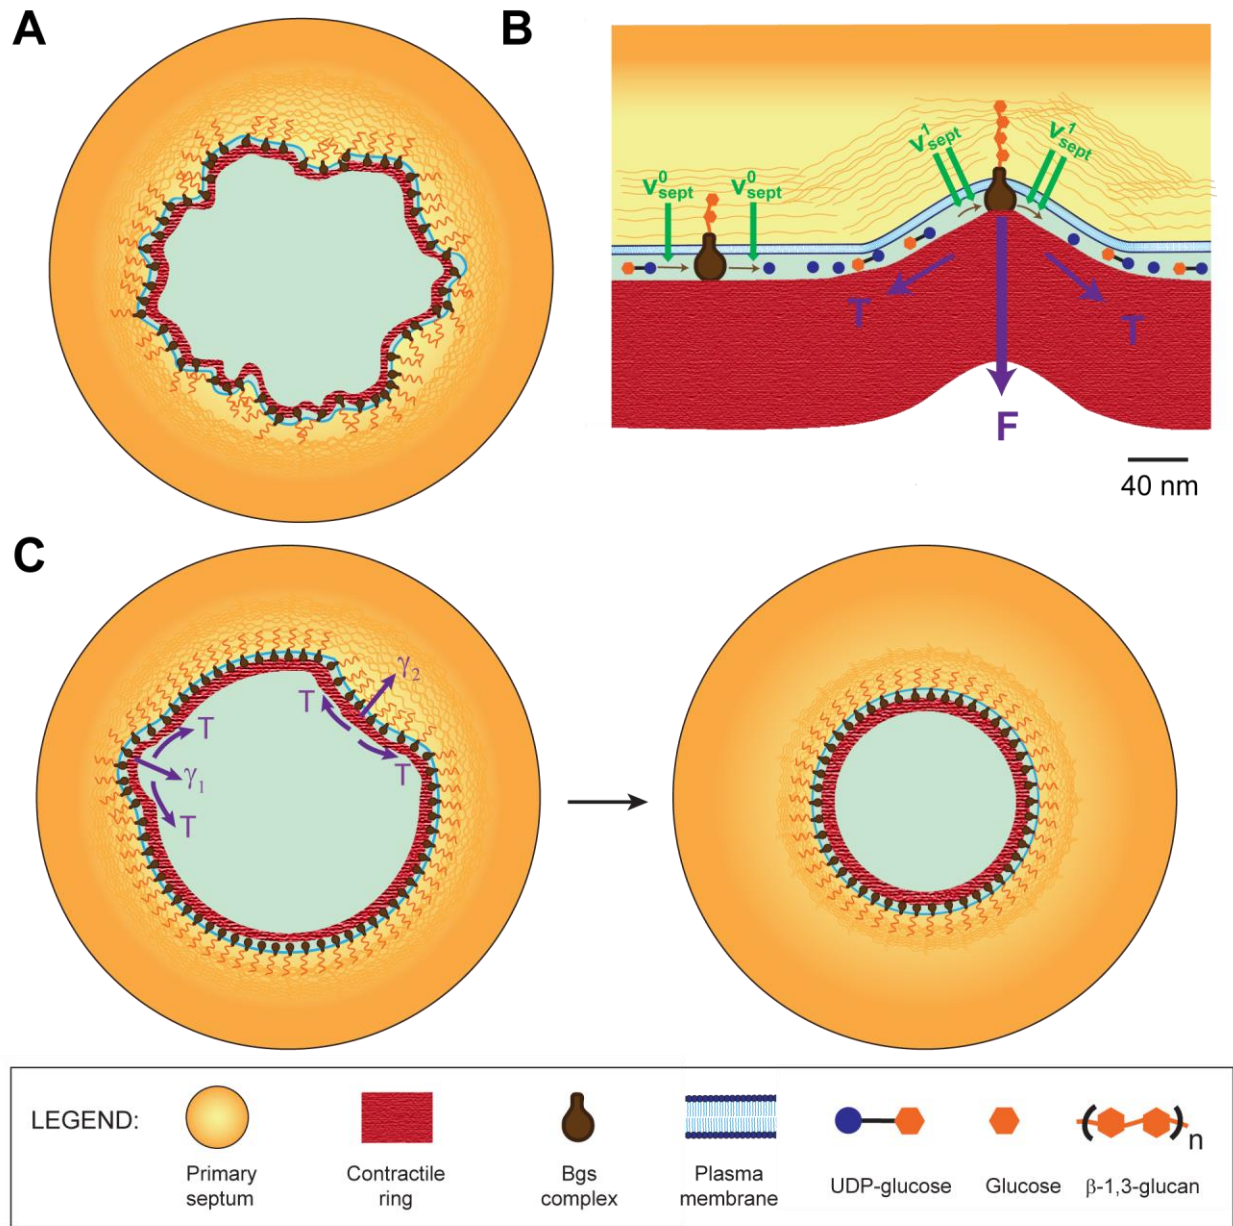 A
B
V⁰sept
V⁰sept
V¹sept
V¹sept
T
T
F
40 nm
C
T
γ₁
T
T
γ₂
T
LEGEND:
Primary
septum
Contractile
ring
Bgs
complex
Plasma
membrane
UDP-glucose
Glucose
n
β-1,3-glucan